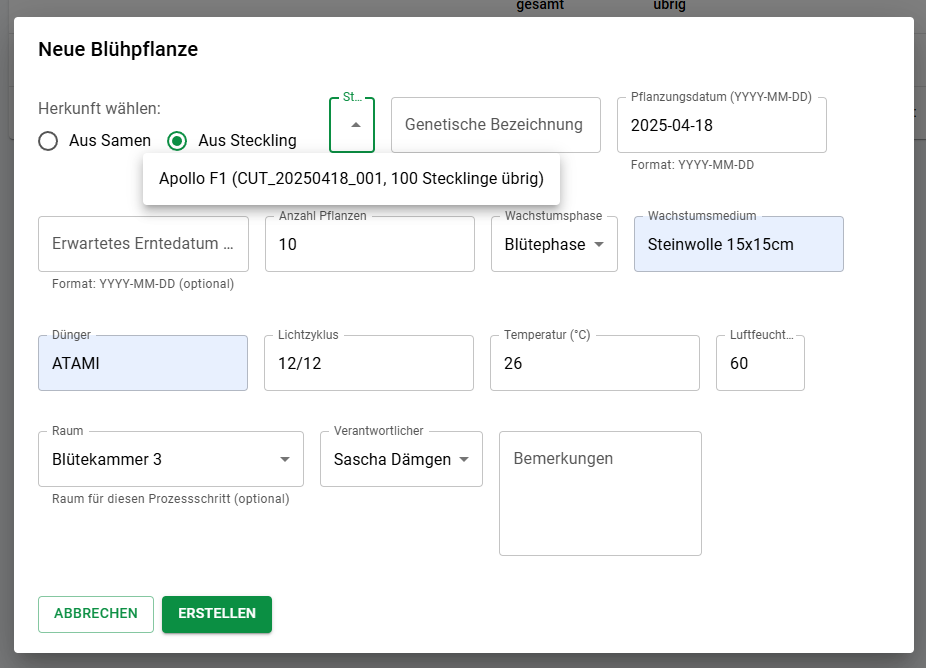 gesamt übrig
Neue Blühpflanze
Herkunft wählen:
Aus Samen Aus Steckling
St...
Genetische Bezeichnung
Pflanzungsdatum (YYYY-MM-DD)
2025-04-18
Format: YYYY-MM-DD
Apollo F1 (CUT_20250418_001, 100 Stecklinge übrig)
Erwartetes Erntedatum ...
Format: YYYY-MM-DD (optional)
Anzahl Pflanzen
10
Wachstumsphase
Blütephase
Wachstumsmedium
Steinwolle 15x15cm
Dünger
ATAMI
Lichtzyklus
12/12
Temperatur (°C)
26
Luftfeucht...
60
Raum
Blütekammer 3
Raum für diesen Prozessschritt (optional)
Verantwortlicher
Sascha Dämgen
Bemerkungen
ABBRECHEN ERSTELLEN